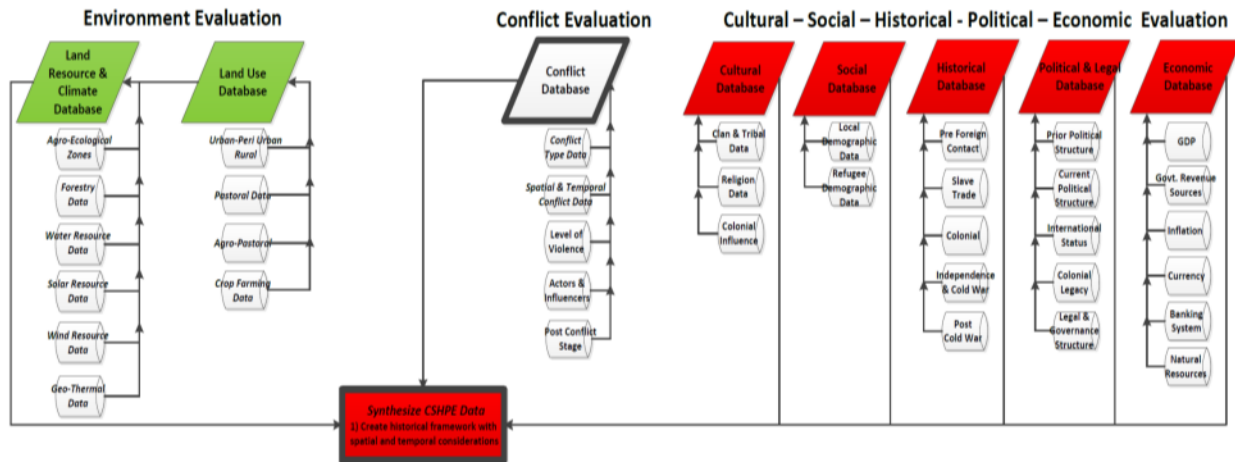 Environment Evaluation
Conflict Evaluation
Cultural – Social – Historical - Political – Economic Evaluation
Land
Resource &
Climate
Database
Land Use
Database
Agro-Ecological
Zones
Forestry
Data
Water Resource
Data
Solar Resource
Data
Wind Resource
Data
Geo-Thermal
Data
Urban-Peri Urban
Rural
Pastoral Data
Agro-Pastoral
Crop Farming
Data
Conflict
Database
Conflict
Type Data
Spatial & Temporal
Conflict Data
Level of
Violence
Actors &
Influencers
Post Conflict
Stage
Cultural
Database
Clan & Tribal
Data
Religion
Data
Colonial
Influence
Social
Database
Local
Demographic
Data
Refugee
Demographic
Data
Historical
Database
Pre Foreign
Contact
Slave
Trade
Colonial
Independence
& Cold War
Post
Cold War
Political & Legal
Database
Prior Political
Structure
Current
Political
Structure
International
Status
Colonial
Legacy
Legal &
Governance
Structure
Economic
Database
GDP
Govt. Revenue
Sources
Inflation
Currency
Banking
System
Natural
Resources
Synthesize CSHPE Data
1) Create historical framework with
spatial and temporal considerations